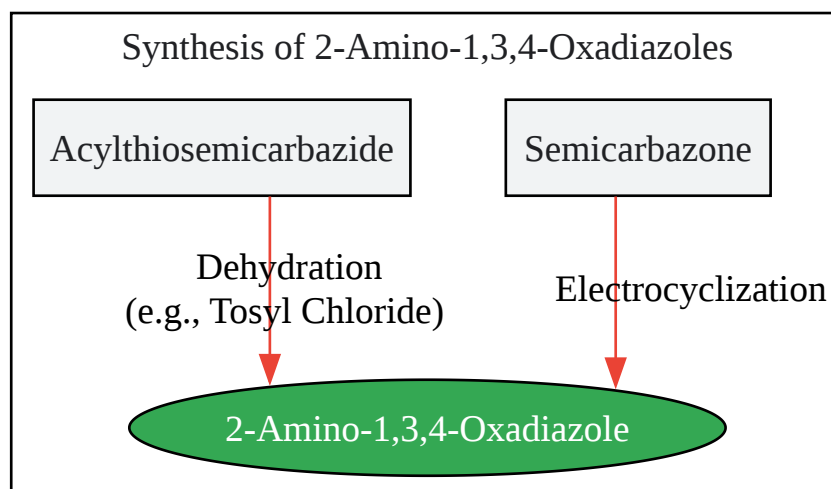 Synthesis of 2-Amino-1,3,4-Oxadiazoles
Acylthiosemicarbazide
Semicarbazone
Dehydration
(e.g., Tosyl Chloride)
Electrocyclization
2-Amino-1,3,4-Oxadiazole